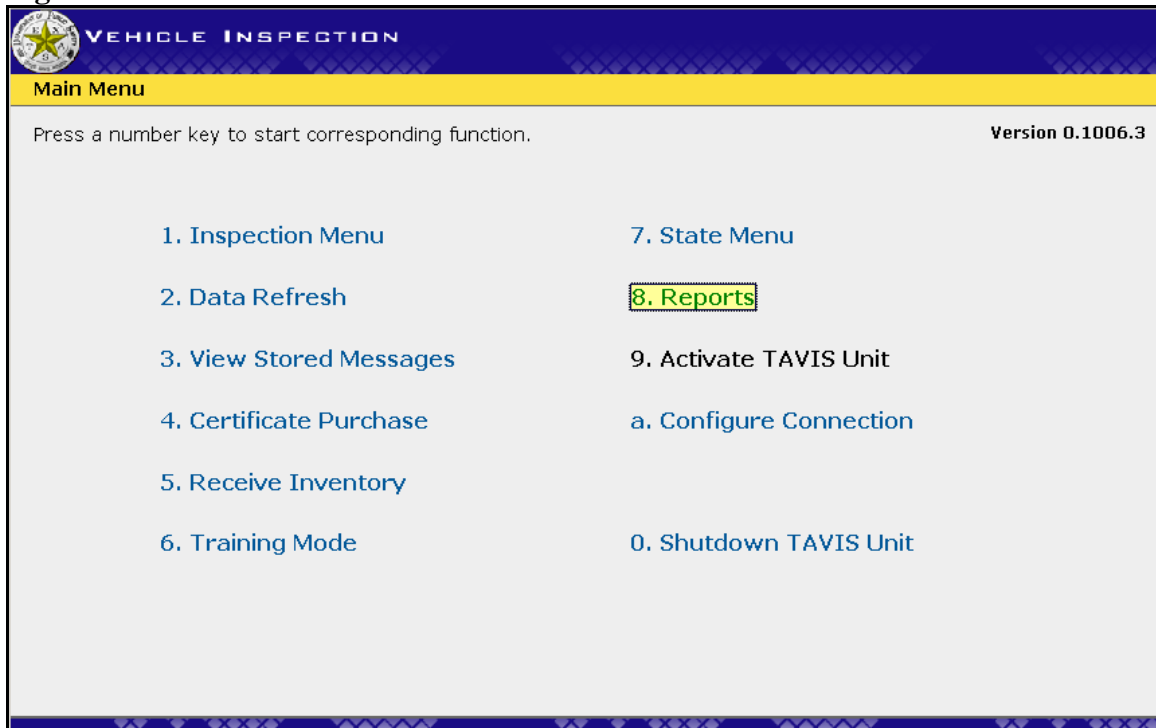 VEHICLE INSPECTION
Main Menu
Press a number key to start corresponding function.
Version 0.1006.3
1. Inspection Menu
2. Data Refresh
3. View Stored Messages
4. Certificate Purchase
5. Receive Inventory
6. Training Mode
7. State Menu
8. Reports
9. Activate TAVIS Unit
a. Configure Connection
0. Shutdown TAVIS Unit